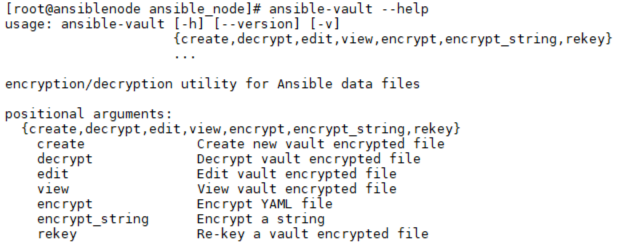 [root@ansiblenode ansible_node]# ansible-vault --help
usage: ansible-vault [-h] [--version] [-v]
                     {create,decrypt,edit,view,encrypt,encrypt_string,rekey}
                     ...

encryption/decryption utility for Ansible data files

positional arguments:
  {create,decrypt,edit,view,encrypt,encrypt_string,rekey}
    create              Create new vault encrypted file
    decrypt             Decrypt vault encrypted file
    edit                Edit vault encrypted file
    view                View vault encrypted file
    encrypt             Encrypt YAML file
    encrypt_string      Encrypt a string
    rekey               Re-key a vault encrypted file